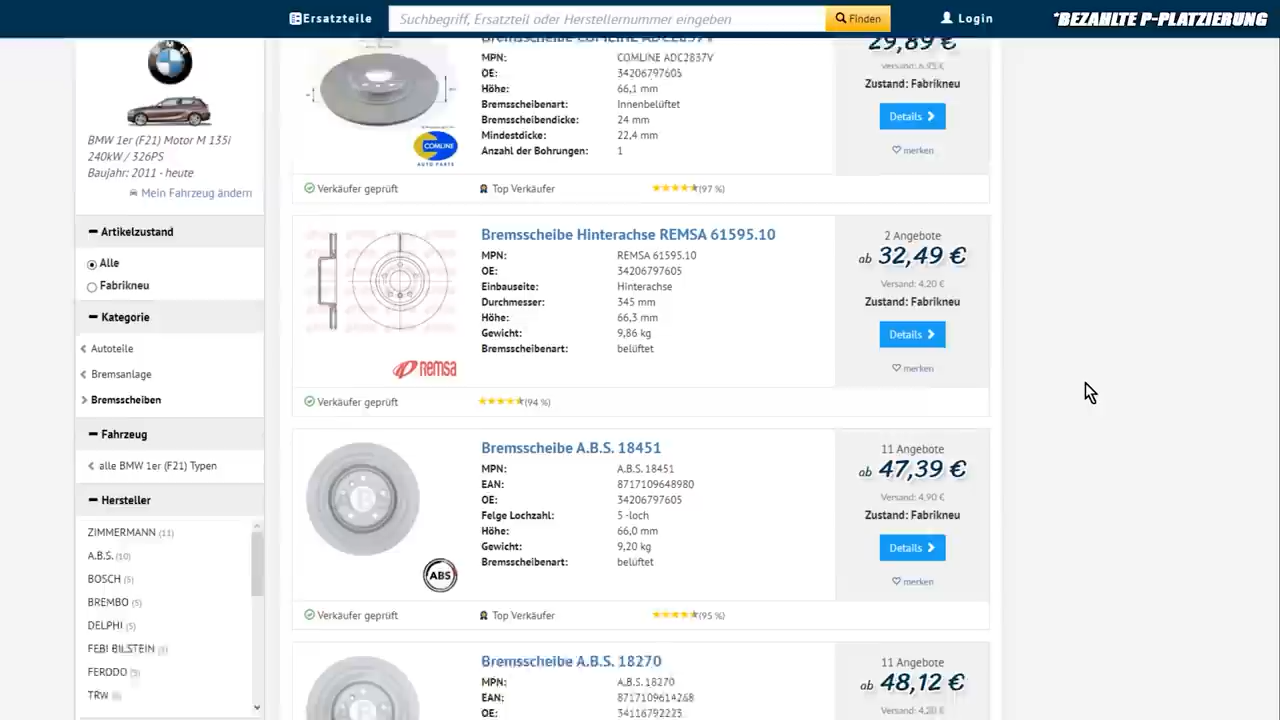 Ersatzteile
Suchbegriff, Ersatzteil oder Herstellernummer eingeben
Finden
Login
*BEZAHLTE P-PLATZIERUNG
BMW 1er (F21) Motor M 135i
240kW / 326PS
Baujahr: 2011 - heute
Mein Fahrzeug ändern
Artikelzustand
Alle
Fabrikneu
Kategorie
Autoteile
Bremsanlage
Bremsscheiben
Fahrzeug
alle BMW 1er (F21) Typen
Hersteller
ZIMMERMANN (11)
A.B.S. (10)
BOSCH (5)
BREMBO (5)
DELPHI (5)
FEBI BILSTEIN
FERODO
TRW
Bremsscheibe COMLINE ADC2837V
MPN: COMLINE ADC2837V
OE: 34206797605
Höhe: 66,1 mm
Bremsscheibenart: Innenbelüftet
Bremsscheibendicke: 24 mm
Mindestdicke: 22,4 mm
Anzahl der Bohrungen: 1
COMLINE
AUTO PARTS
29,89 €
Zustand: Fabrikneu
Details
merken
Verkäufer geprüft
Top Verkäufer
(97 %)
Bremsscheibe Hinterachse REMSA 61595.10
MPN: REMSA 61595.10
OE: 34206797605
Einbauseite: Hinterachse
Durchmesser: 345 mm
Höhe: 66,3 mm
Gewicht: 9,86 kg
Bremsscheibenart: belüftet
remsa
2 Angebote
ab 32,49 €
Versand: 4,20 €
Zustand: Fabrikneu
Details
merken
Verkäufer geprüft
(94 %)
Bremsscheibe A.B.S. 18451
MPN: A.B.S. 18451
EAN: 8717109648980
OE: 34206797605
Felge Lochzahl: 5 -loch
Höhe: 66,0 mm
Gewicht: 9,20 kg
Bremsscheibenart: belüftet
ABS
11 Angebote
ab 47,39 €
Versand: 4,90 €
Zustand: Fabrikneu
Details
merken
Verkäufer geprüft
Top Verkäufer
(95 %)
Bremsscheibe A.B.S. 18270
MPN: A.B.S. 18270
EAN: 8717109614268
OE: 34116792223
11 Angebote
ab 48,12 €
Versand: